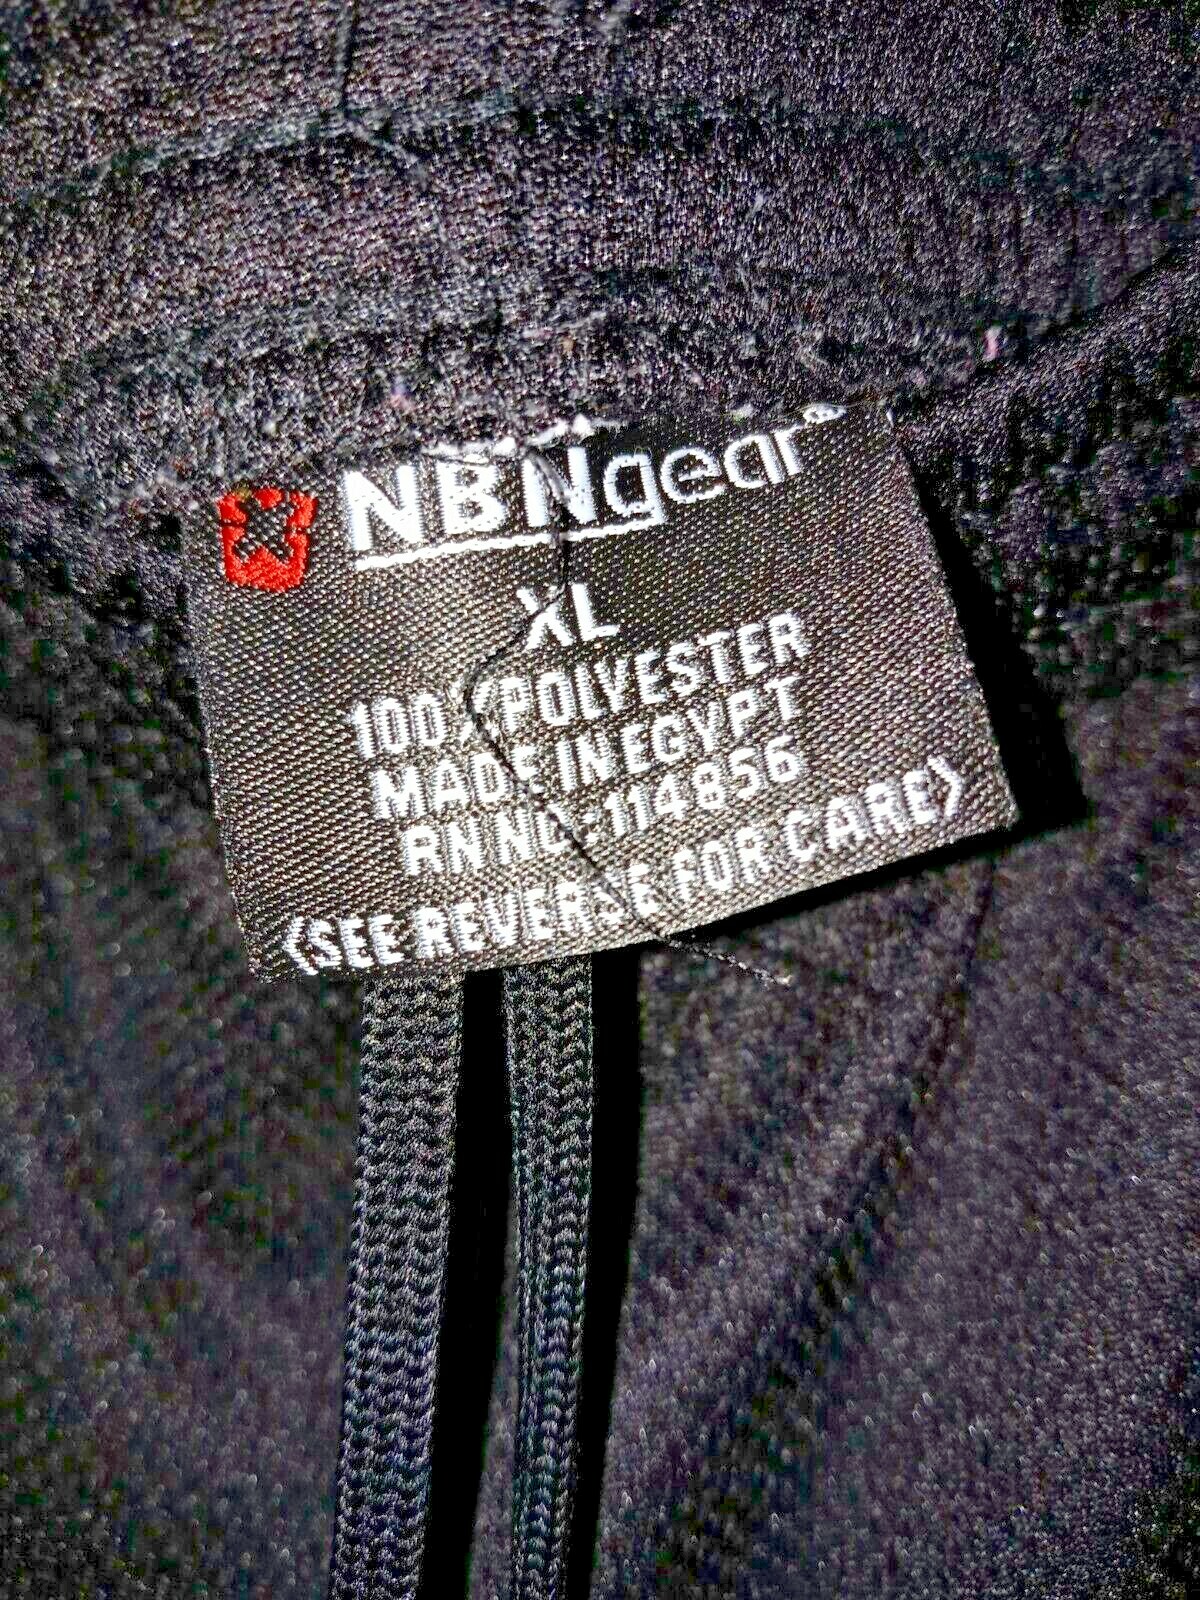 NBNgear®
XL
100% POLYESTER
MADE IN EGYPT
RN NO:114856
(SEE REVERSE FOR CARE)